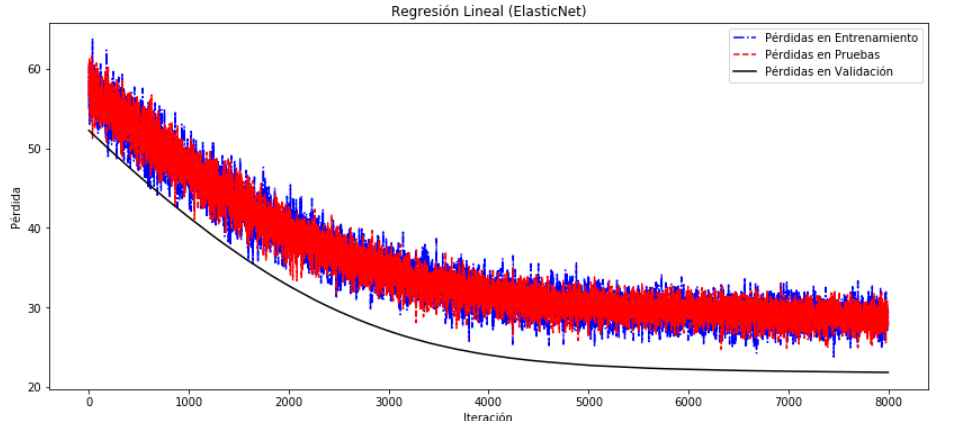 Regresión Lineal (ElasticNet)
Pérdidas en Entrenamiento
Pérdidas en Pruebas
Pérdidas en Validación
Pérdida
60
50
40
30
20
0 1000 2000 3000 4000 5000 6000 7000 8000
Iteración